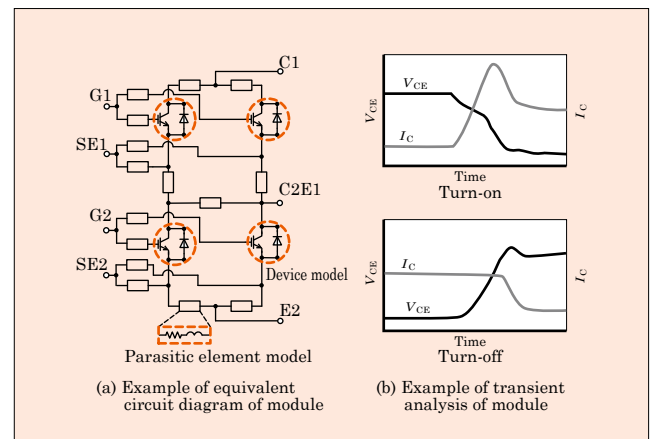 C1
G1
SE1
C2E1
G2
SE2
Device model
E2
Parasitic element model
(a) Example of equivalent
circuit diagram of module
V_CE
I_C
V_CE
I_C
Time
Turn-on
I_C
V_CE
V_CE
I_C
Time
Turn-off
(b) Example of transient
analysis of module